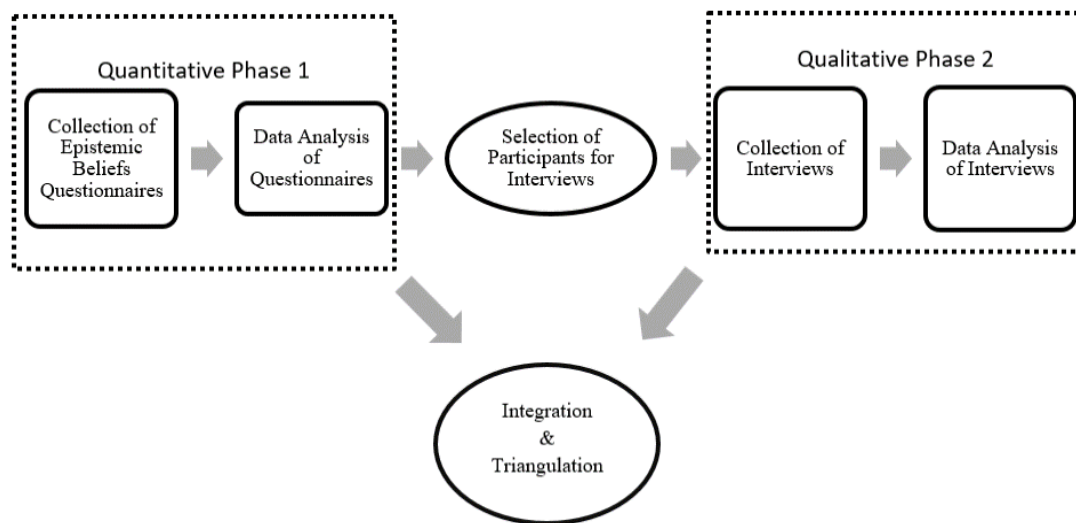 Quantitative Phase 1
Collection of
Epistemic
Beliefs
Questionnaires
Data Analysis
of
Questionnaires
Selection of
Participants for
Interviews
Qualitative Phase 2
Collection of
Interviews
Data Analysis
of Interviews
Integration
&
Triangulation